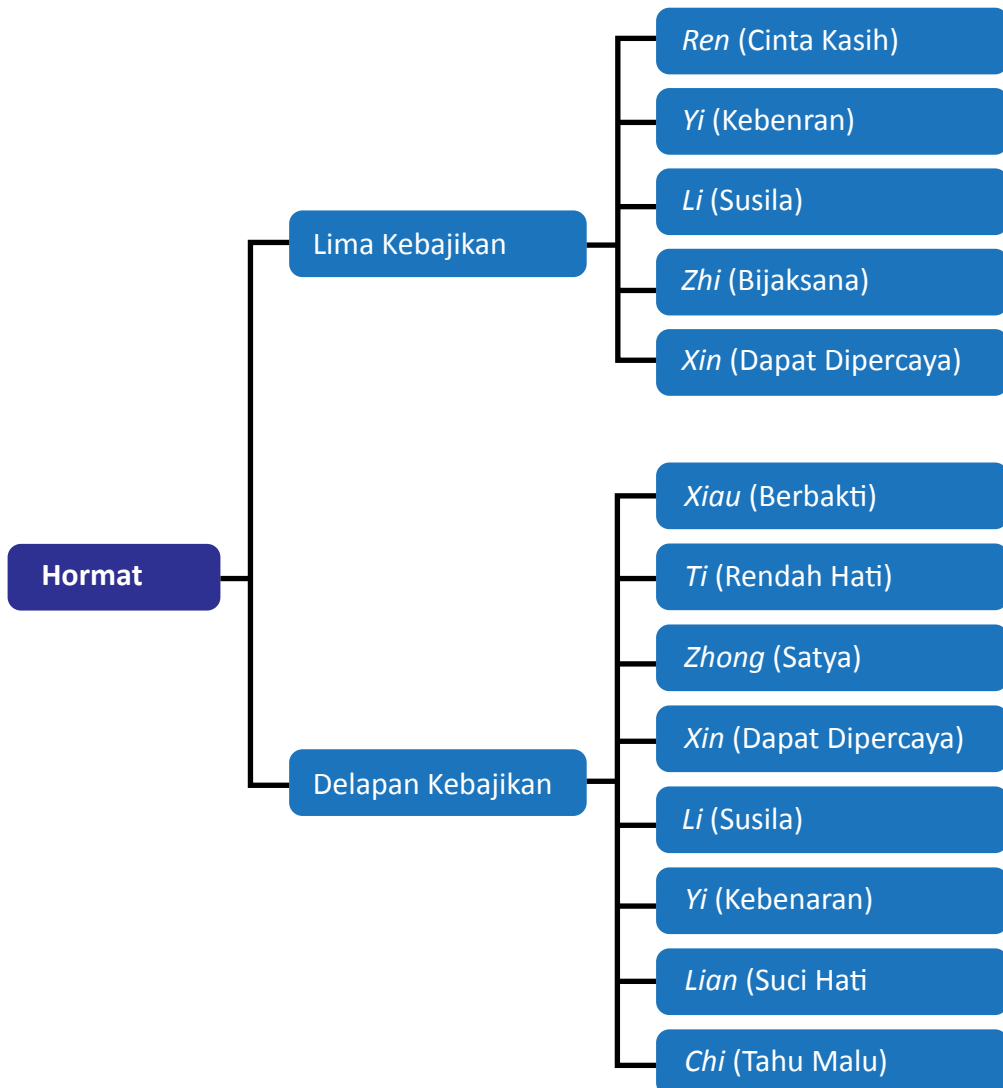 Hormat
Lima Kebajikan
Ren (Cinta Kasih)
Yi (Kebenran)
Li (Susila)
Zhi (Bijaksana)
Xin (Dapat Dipercaya)
Delapan Kebajikan
Xiau (Berbakti)
Ti (Rendah Hati)
Zhong (Satya)
Xin (Dapat Dipercaya)
Li (Susila)
Yi (Kebenaran)
Lian (Suci Hati
Chi (Tahu Malu)